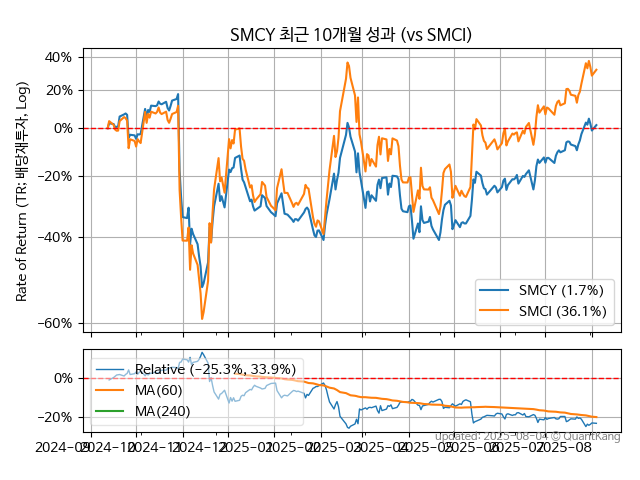 SMCY 최근 10개월 성과 (vs SMCI)
Rate of Return (TR: 배당재투자, Log)
40%
20%
0%
−20%
−40%
−60%
SMCY (1.7%)
SMCI (36.1%)
0%
−20%
Relative (−25.3%, 33.9%)
MA(60)
MA(240)
2024-09 2024-10 2024-11 2024-12 2025-01 2025-02 2025-03 2025-04 2025-05 2025-06 2025-07 2025-08
updated: 2025-08-04 © QuantKang